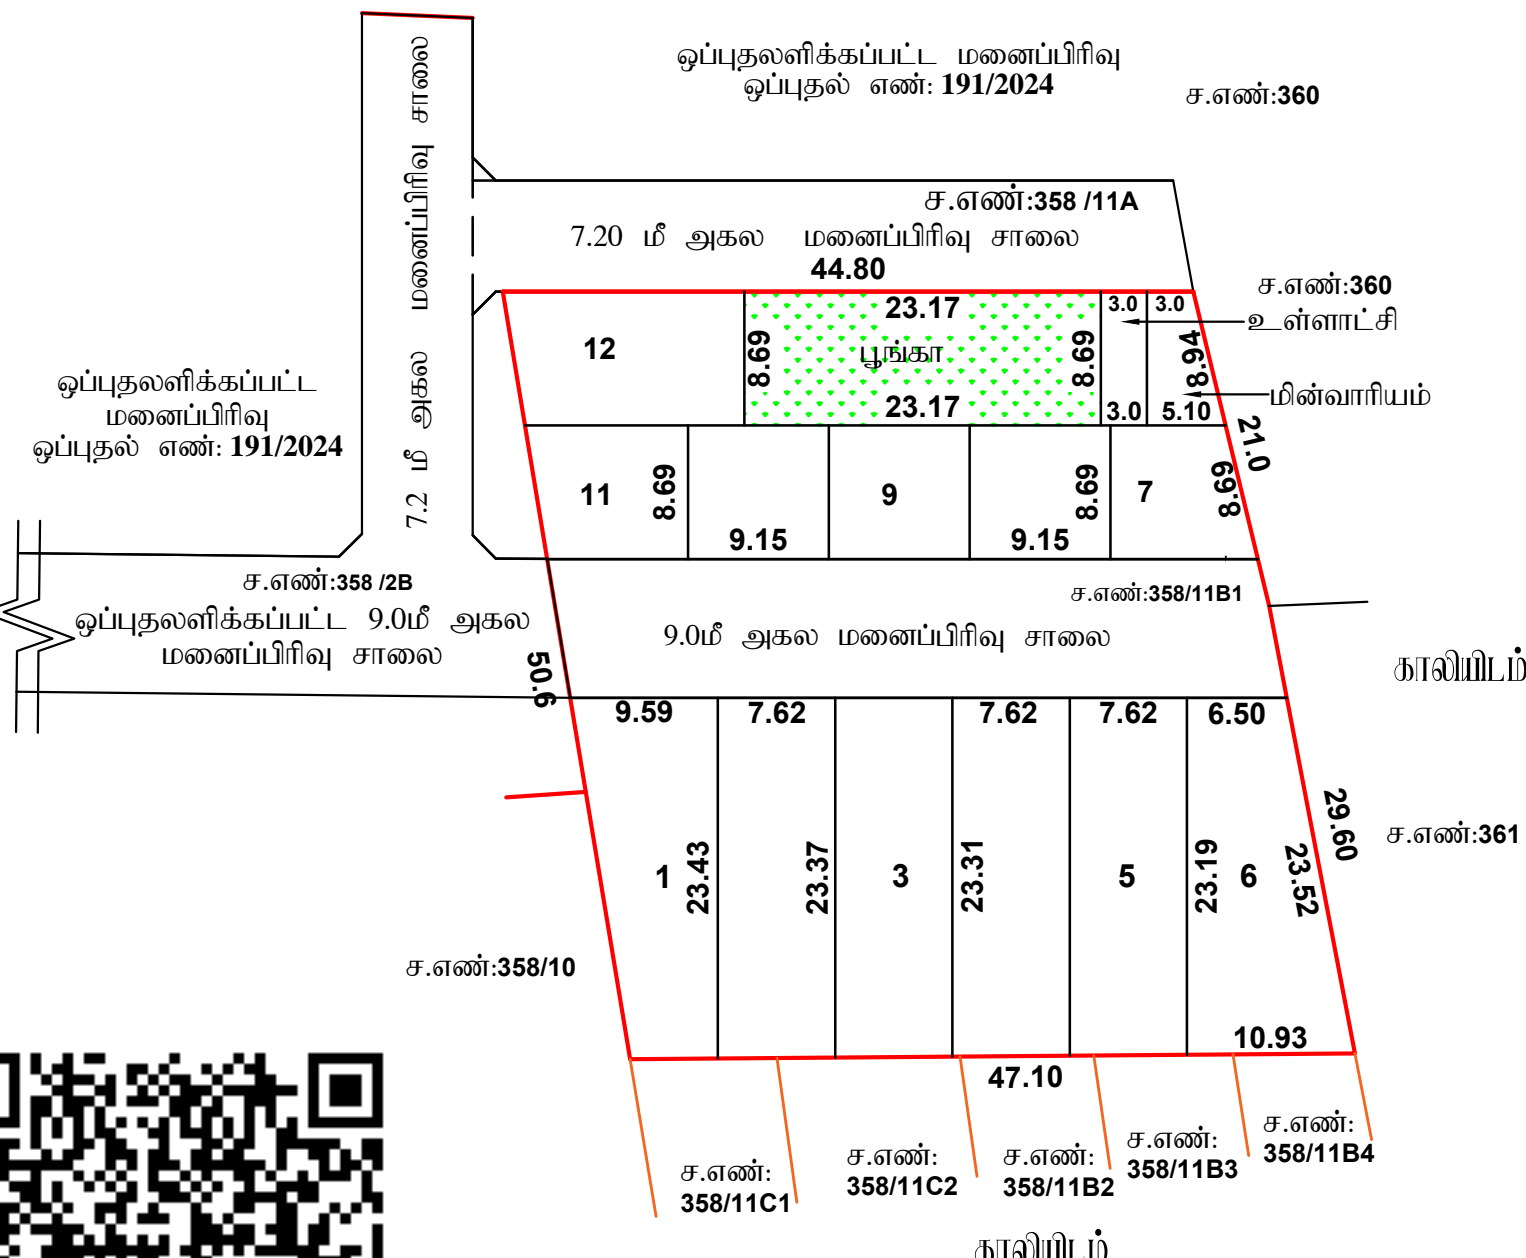 ஒப்புதலளிக்கப்பட்ட மனைப்பிரிவு
ஒப்புதல் எண்: 191/2024
ச.எண்:360
7.2 மீ அகல மனைப்பிரிவு சாலை
ச.எண்:358 /11A
7.20 மீ அகல மனைப்பிரிவு சாலை
44.80
ச.எண்:360
உள்ளாட்சி
மின்வாரியம்
12
8.69
23.17
பூங்கா
23.17
8.69
3.0
3.0
3.0
5.10
8.94
21.0
ஒப்புதலளிக்கப்பட்ட
மனைப்பிரிவு
ஒப்புதல் எண்: 191/2024
11
8.69
9.15
9
9.15
8.69
7
8.69
ச.எண்:358 /2B
ஒப்புதலளிக்கப்பட்ட 9.0மீ அகல
மனைப்பிரிவு சாலை
50.6
ச.எண்:358/11B1
9.0மீ அகல மனைப்பிரிவு சாலை
காலியிடம்
9.59
7.62
7.62
7.62
6.50
1
23.43
23.37
3
23.31
5
23.19
6
23.52
29.60
ச.எண்:361
ச.எண்:358/10
10.93
47.10
ச.எண்:
358/11C1
ச.எண்:
358/11C2
ச.எண்:
358/11B2
ச.எண்:
358/11B3
ச.எண்:
358/11B4
காலியிடம்